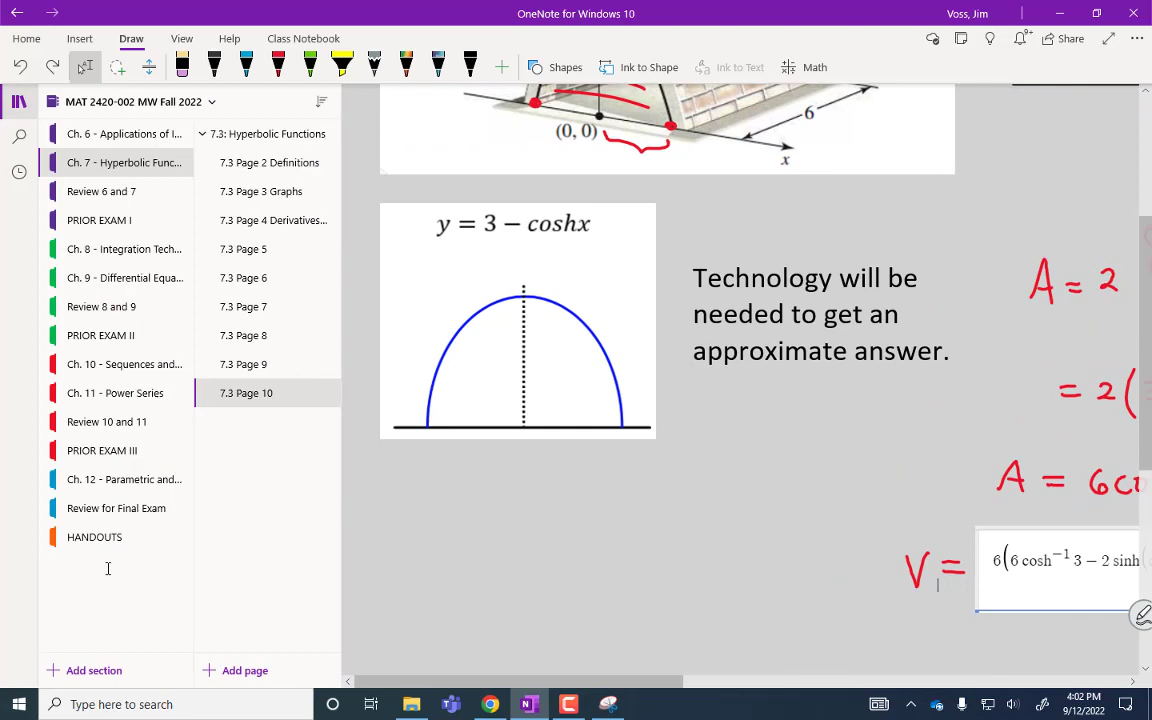 OneNote for Windows 10
Voss, Jim
Home Insert Draw View Help Class Notebook
Share
Shapes Ink to Shape Ink to Text Math
MAT 2420-002 MW Fall 2022
Ch. 6 - Applications of I...
Ch. 7 - Hyperbolic Func...
Review 6 and 7
PRIOR EXAM I
Ch. 8 - Integration Tech...
Ch. 9 - Differential Equa...
Review 8 and 9
PRIOR EXAM II
Ch. 10 - Sequences and...
Ch. 11 - Power Series
Review 10 and 11
PRIOR EXAM III
Ch. 12 - Parametric and...
Review for Final Exam
HANDOUTS
Add section
7.3: Hyperbolic Functions
7.3 Page 2 Definitions
7.3 Page 3 Graphs
7.3 Page 4 Derivatives...
7.3 Page 5
7.3 Page 6
7.3 Page 7
7.3 Page 8
7.3 Page 9
7.3 Page 10
Add page
6
(0, 0)
x
y = 3 − coshx
Technology will be
needed to get an
approximate answer.
A = 2
= 2(
A = 6co
V = 6(6 cosh⁻¹ 3 − 2 sinh(
Type here to search
4:02 PM
9/12/2022